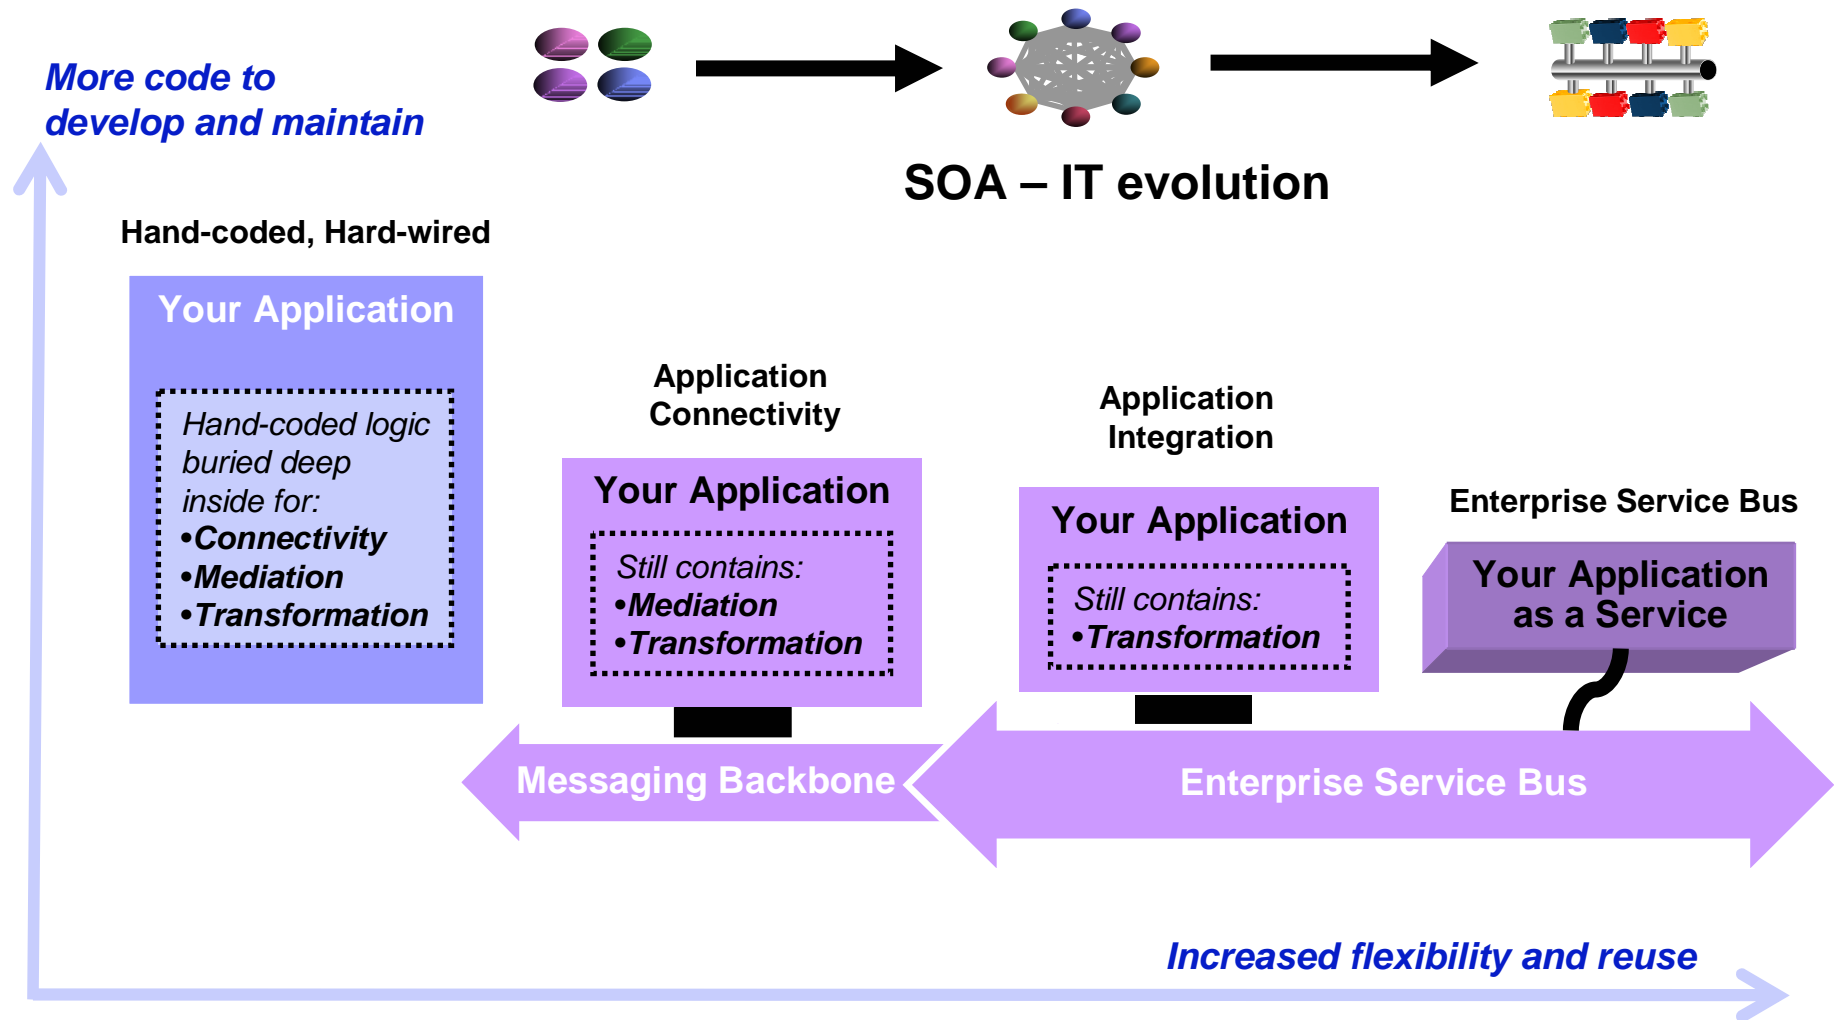 More code to
develop and maintain
SOA – IT evolution
Hand-coded, Hard-wired
Your Application
Hand-coded logic
buried deep
inside for:
•Connectivity
•Mediation
•Transformation
Application
Connectivity
Your Application
Still contains:
•Mediation
•Transformation
Application
Integration
Your Application
Still contains:
•Transformation
Enterprise Service Bus
Your Application
as a Service
Messaging Backbone
Enterprise Service Bus
Increased flexibility and reuse